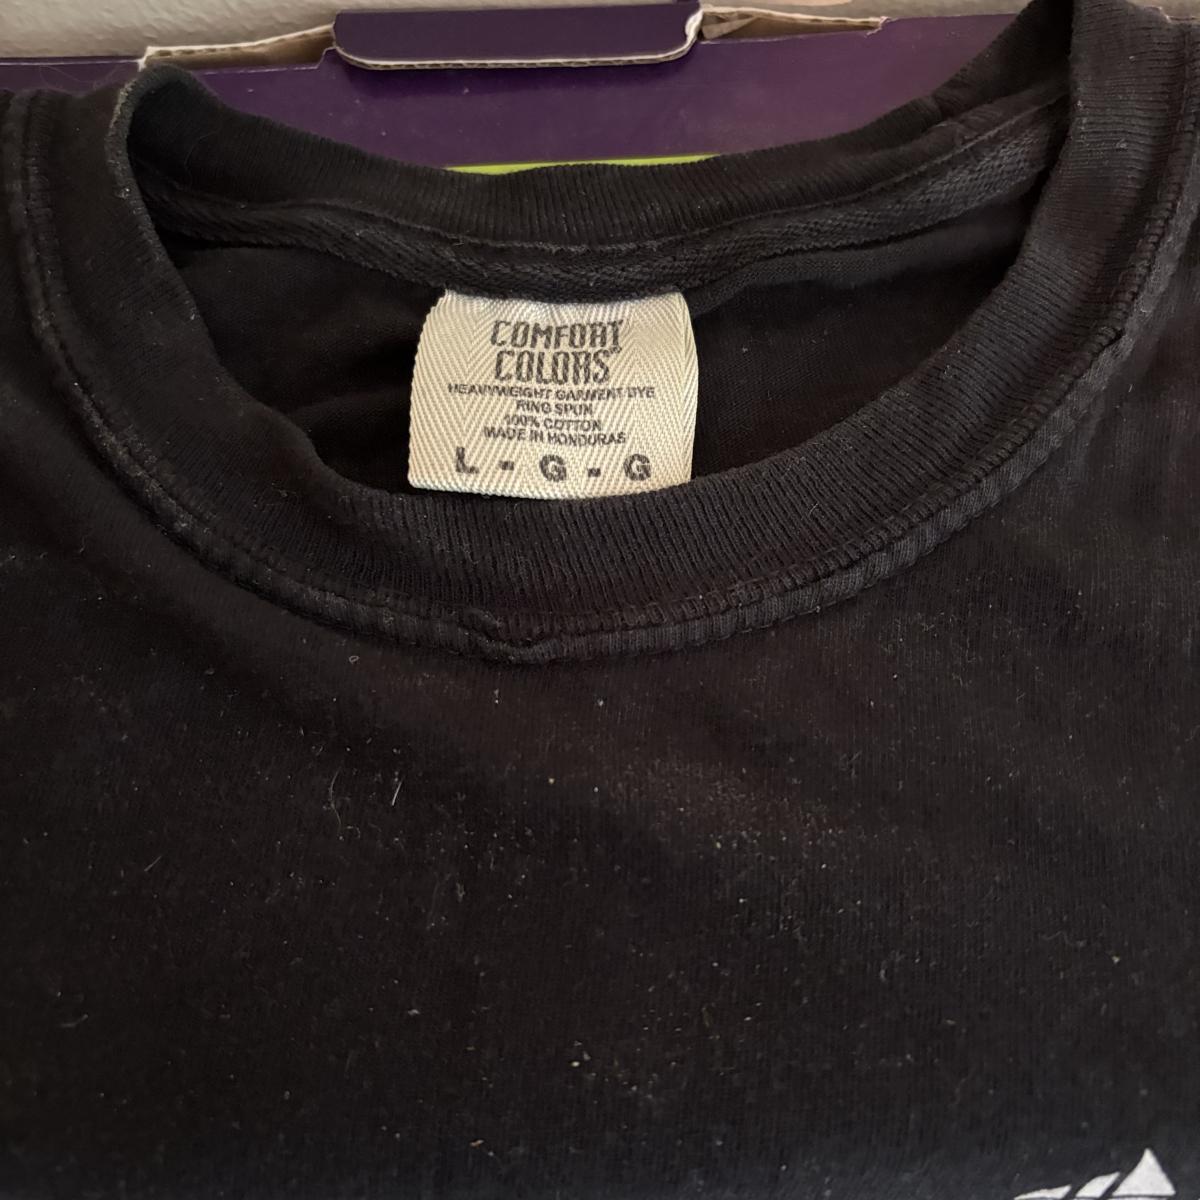 COMFORT
COLORS®
HEAVYWEIGHT GARMENT DYE
RING SPUN
100% COTTON
MADE IN HONDURAS
L - G - G